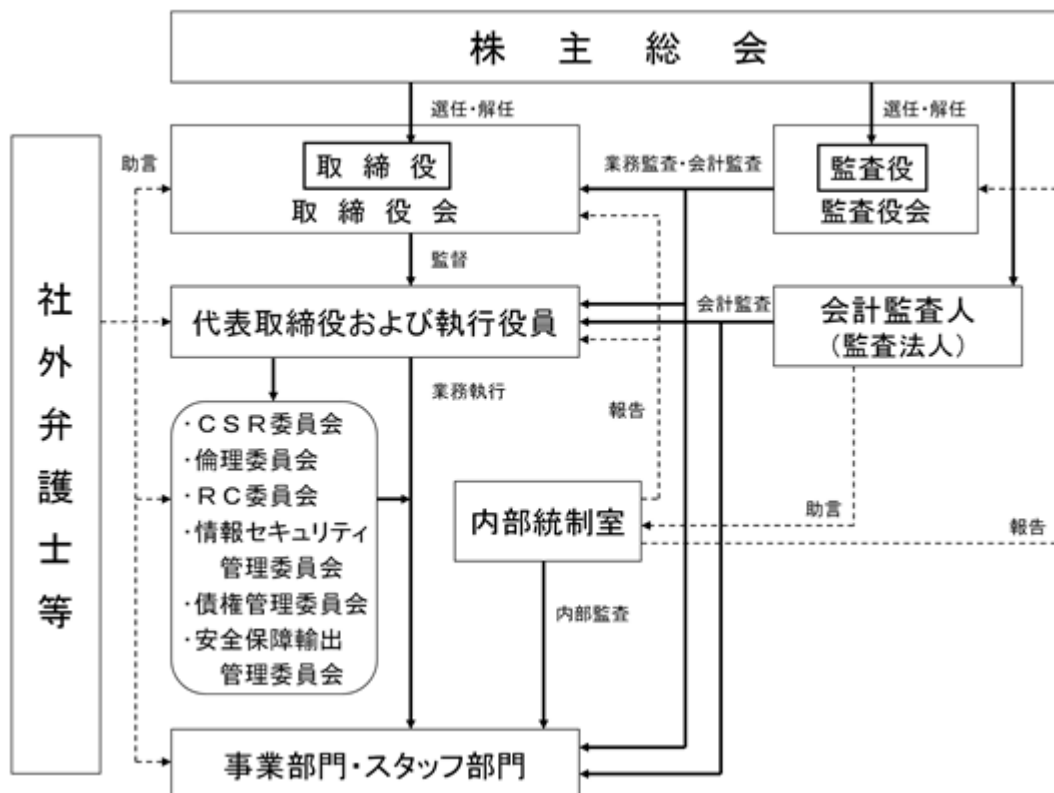 株主総会
選任・解任
選任・解任
助言
取締役
取締役会
業務監査・会計監査
監査役
監査役会
監督
社外弁護士等
代表取締役および執行役員
会計監査
会計監査人
(監査法人)
業務執行
・CSR委員会
・倫理委員会
・RC委員会
・情報セキュリティ
管理委員会
・債権管理委員会
・安全保障輸出
管理委員会
報告
内部統制室
助言
報告
内部監査
事業部門・スタッフ部門